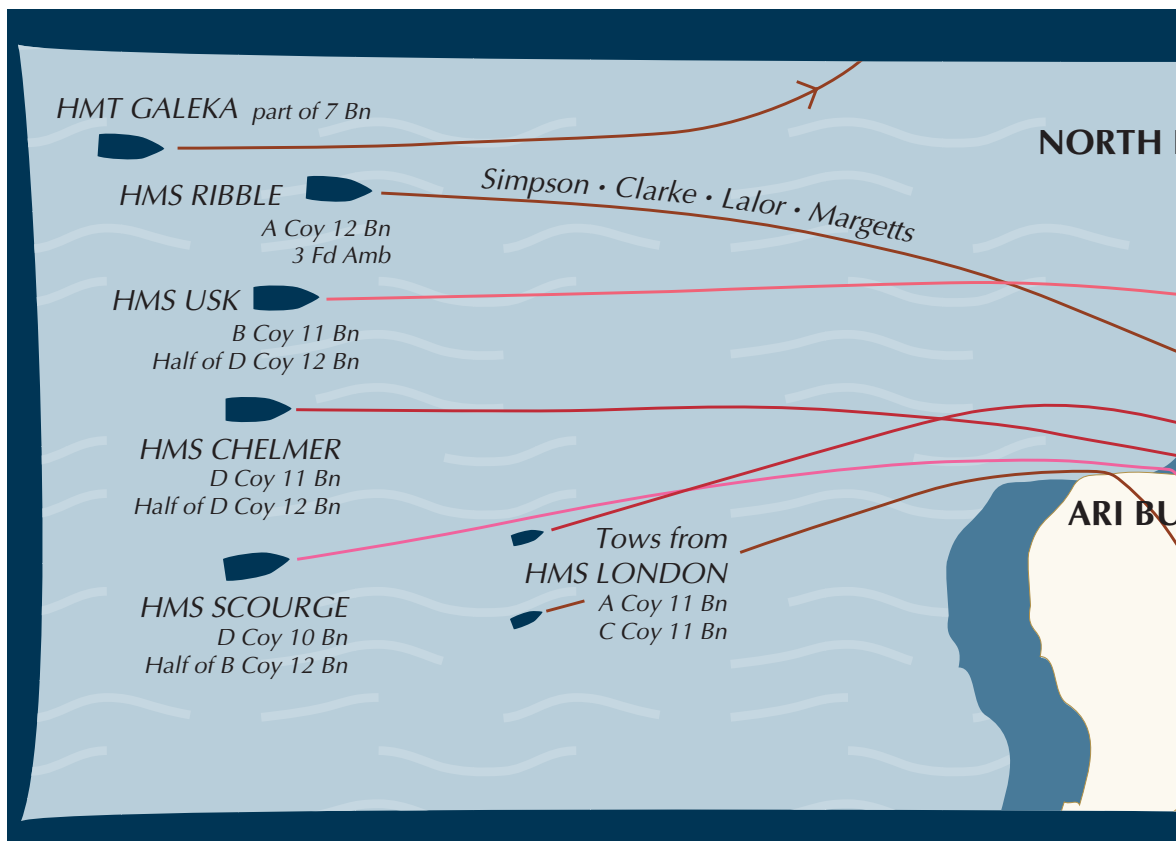 HMT GALEKA part of 7 Bn
NORTH
HMS RIBBLE
Simpson • Clarke • Lalor • Margetts
A Coy 12 Bn
3 Fd Amb
HMS USK
B Coy 11 Bn
Half of D Coy 12 Bn
HMS CHELMER
D Coy 11 Bn
Half of D Coy 12 Bn
ARI BU
Tows from
HMS LONDON
A Coy 11 Bn
C Coy 11 Bn
HMS SCOURGE
D Coy 10 Bn
Half of B Coy 12 Bn